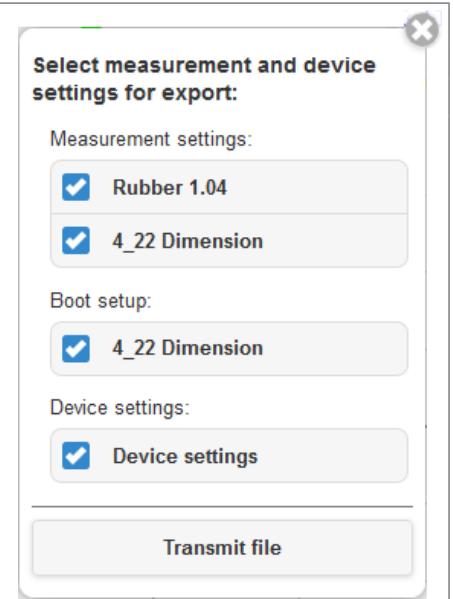 Select measurement and device
settings for export:
Measurement settings:
Rubber 1.04
4_22 Dimension
Boot setup:
4_22 Dimension
Device settings:
Device settings
Transmit file